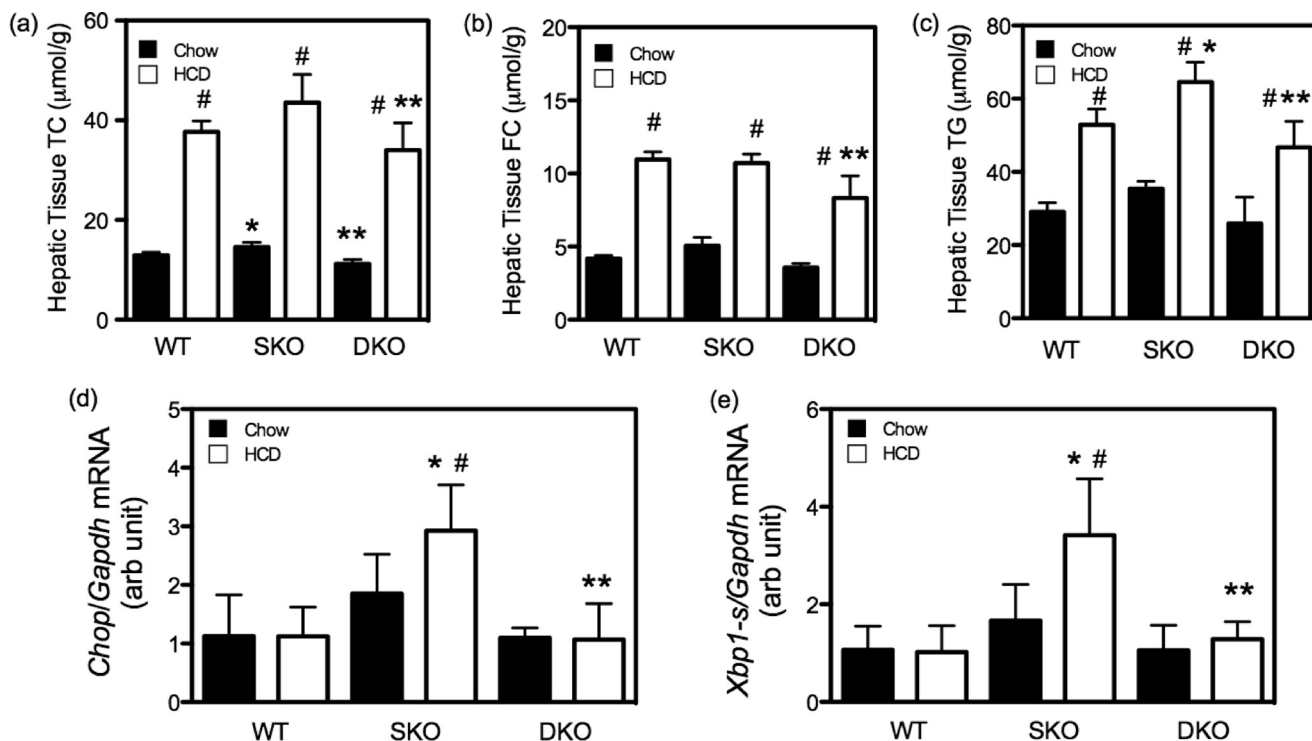 (a)
Hepatic Tissue TC (μmol/g)
60
40
20
0
Chow
HCD
#
*
#
**
# **
WT SKO DKO
(b)
Hepatic Tissue FC (μmol/g)
20
15
10
5
0
Chow
HCD
#
#
# **
WT SKO DKO
(c)
Hepatic Tissue TG (μmol/g)
80
60
40
20
0
Chow
HCD
#
# *
#**
WT SKO DKO
(d)
Chop/Gapdh mRNA
(arb unit)
5
4
3
2
1
0
Chow
HCD
* #
**
WT SKO DKO
(e)
Xbp1-s/Gapdh mRNA
(arb unit)
6
4
2
0
Chow
HCD
* #
**
WT SKO DKO